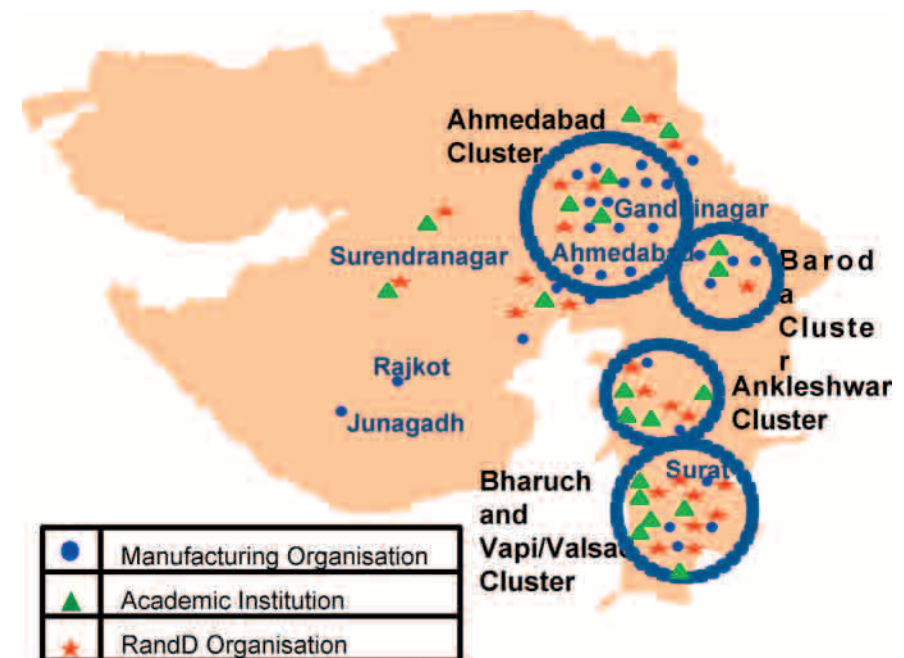 Ahmedabad
Cluster
Gandhinagar
Surendranagar
Ahmedabad
Barod
a
Cluste
r
Rajkot
Junagadh
Ankleshwar
Cluster
Surat
Bharuch
and
Vapi/Valsad
Cluster
Manufacturing Organisation
Academic Institution
RandD Organisation